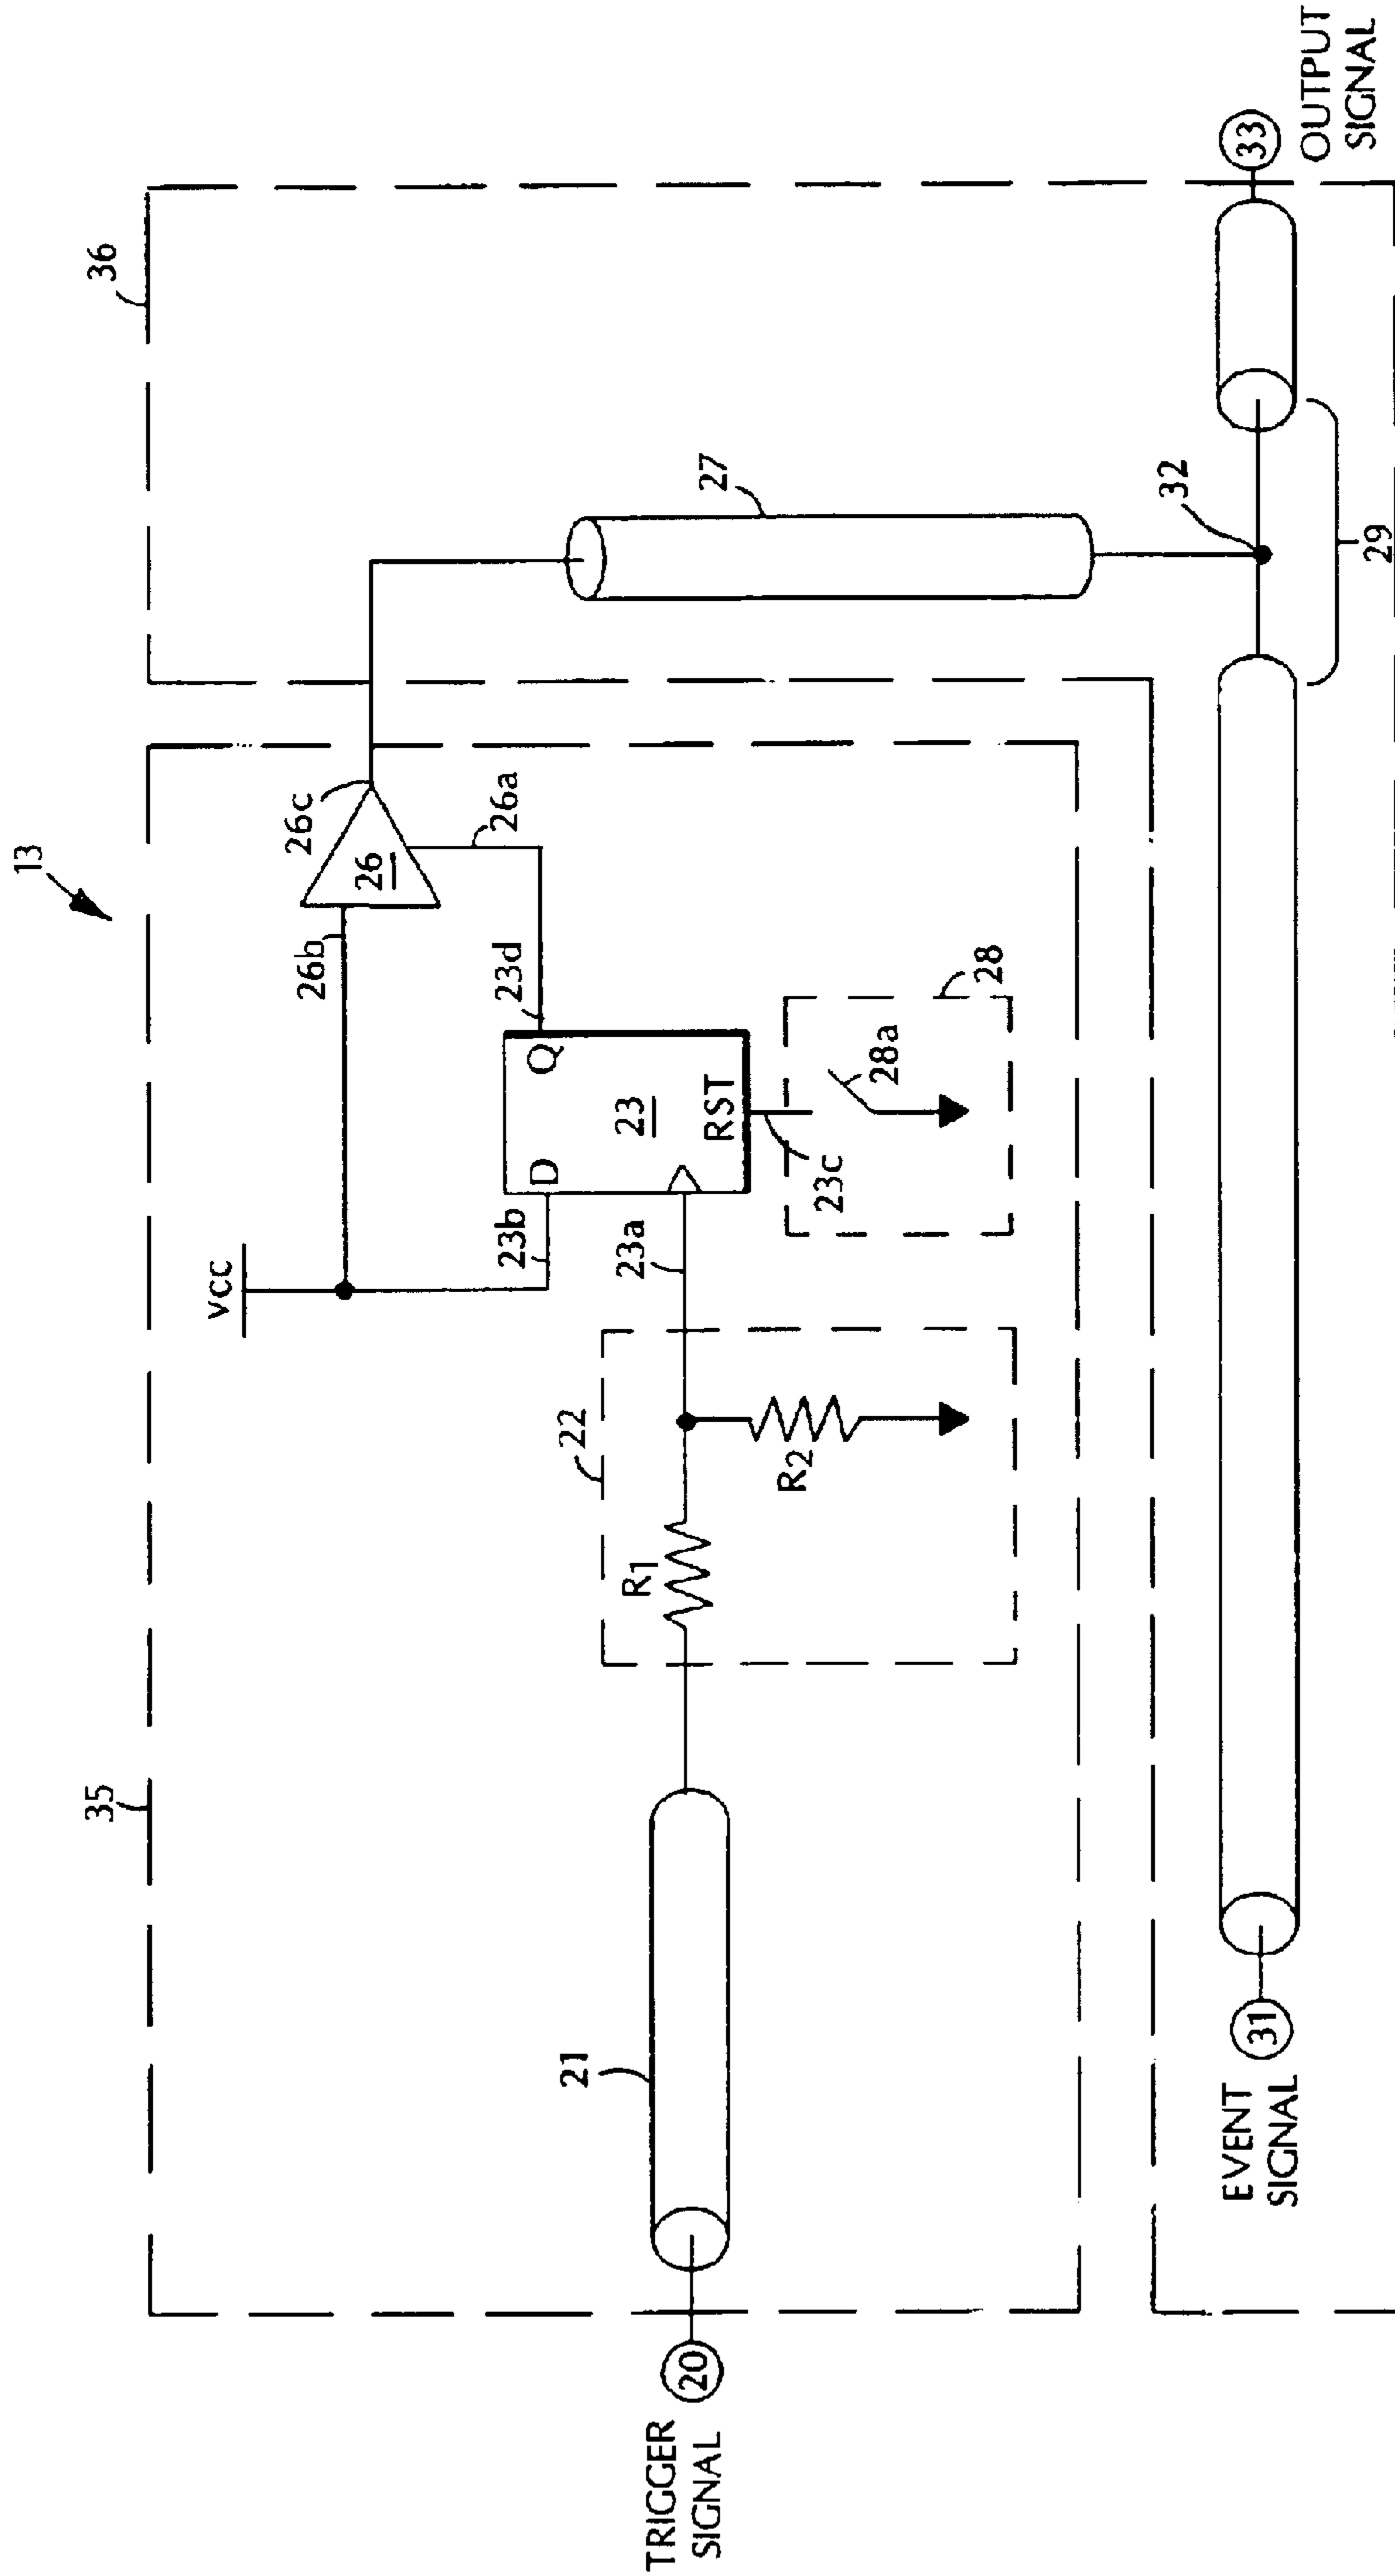 13
35
36
VCC
26b
26c
26
26a
27
23b
D
Q
23d
23
23a
RST
23c
28a
28
22
R1
R2
21
TRIGGER
SIGNAL
20
EVENT
SIGNAL
31
32
29
33
OUTPUT
SIGNAL